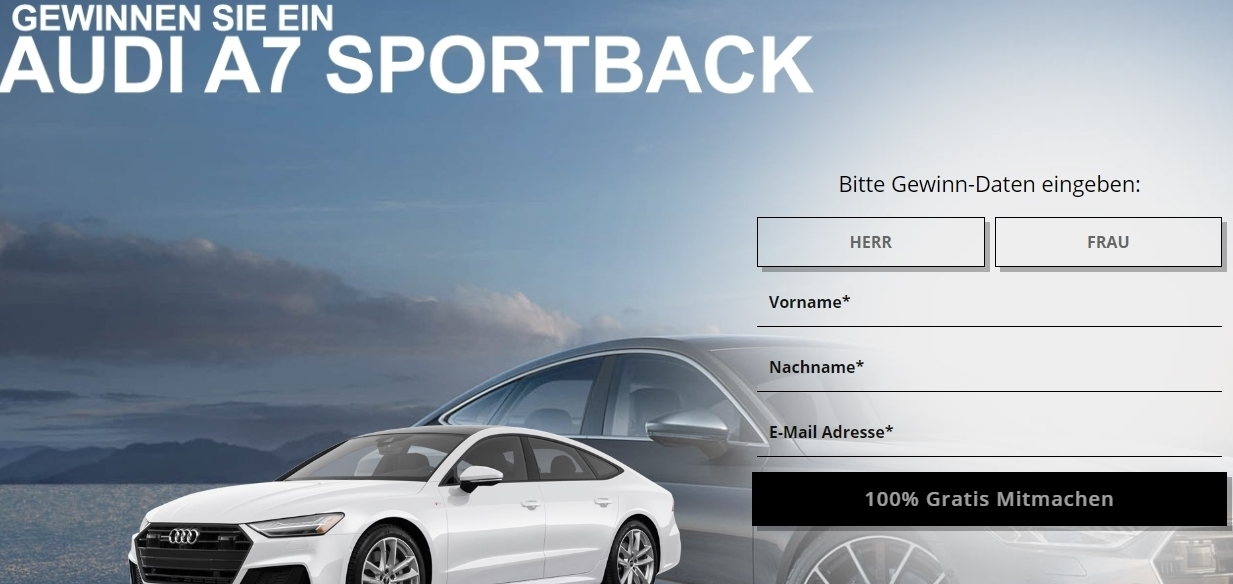 GEWINNEN SIE EIN
AUDI A7 SPORTBACK
Bitte Gewinn-Daten eingeben:
HERR FRAU
Vorname*
Nachname*
E-Mail Adresse*
100% Gratis Mitmachen